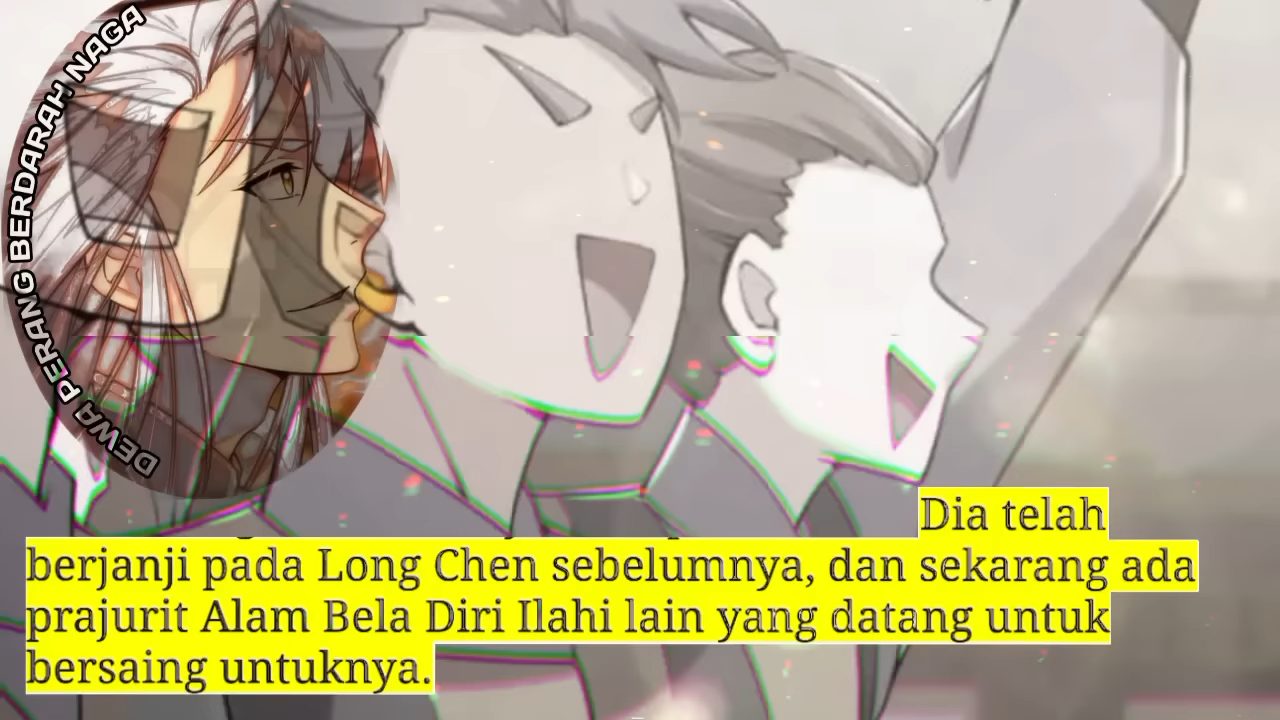 DEWA PERANG BERDARAH NAGA
Dia telah
berjanji pada Long Chen sebelumnya, dan sekarang ada
prajurit Alam Bela Diri Ilahi lain yang datang untuk
bersaing untuknya.